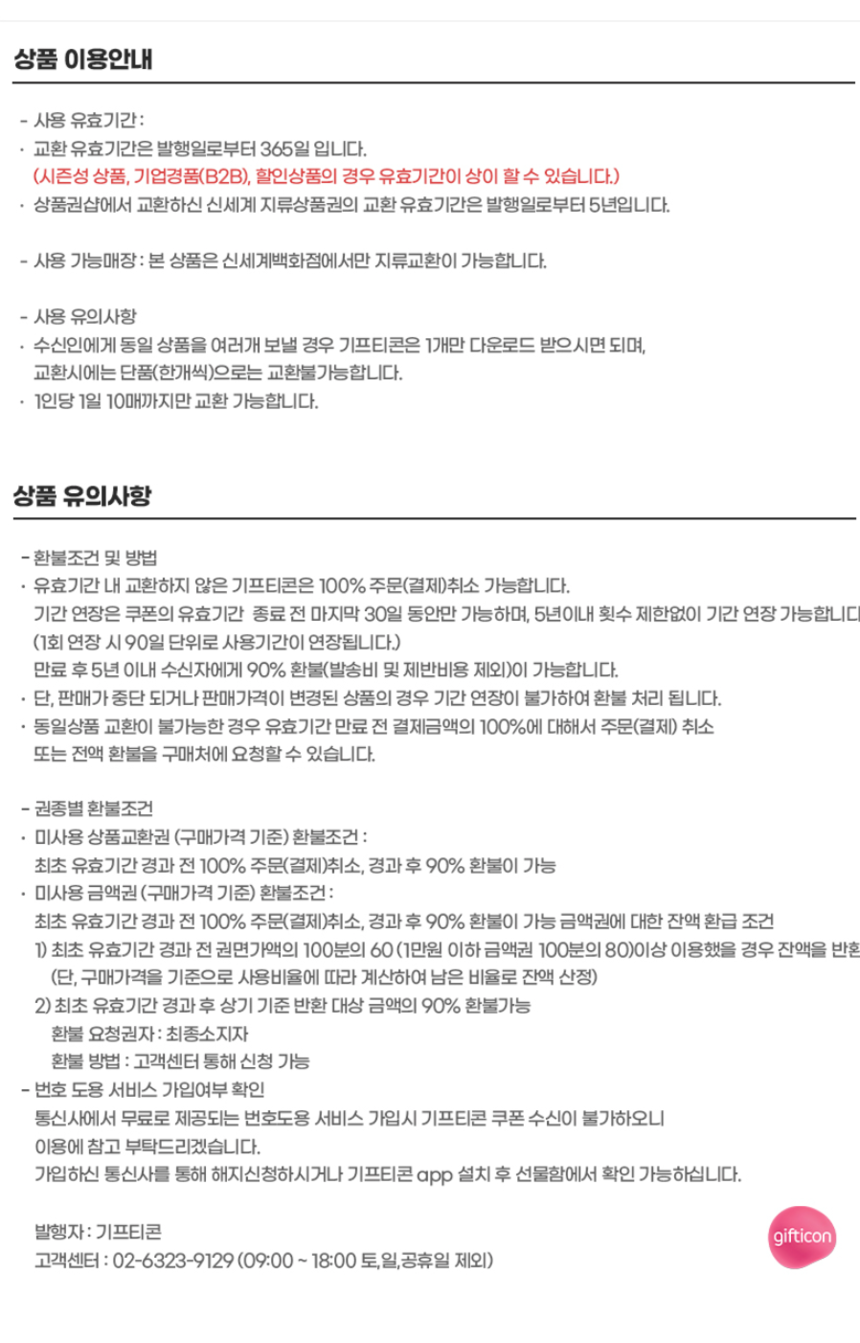 상품 이용안내
- 사용 유효기간 :
· 교환 유효기간은 발행일로부터 365일 입니다.
(시즌성 상품, 기업경품(B2B), 할인상품의 경우 유효기간이 상이 할 수 있습니다.)
· 상품권샵에서 교환하신 신세계 지류상품권의 교환 유효기간은 발행일로부터 5년입니다.
- 사용 가능매장 : 본 상품은 신세계백화점에서만 지류교환이 가능합니다.
- 사용 유의사항
· 수신인에게 동일 상품을 여러개 보낼 경우 기프티콘은 1개만 다운로드 받으시면 되며,
교환시에는 단품(한개씩)으로는 교환불가능합니다.
· 1인당 1일 10매까지만 교환 가능합니다.
상품 유의사항
- 환불조건 및 방법
· 유효기간 내 교환하지 않은 기프티콘은 100% 주문(결제)취소 가능합니다.
기간 연장은 쿠폰의 유효기간 종료 전 마지막 30일 동안만 가능하며, 5년이내 횟수 제한없이 기간 연장 가능합니다
(1회 연장 시 90일 단위로 사용기간이 연장됩니다.)
만료 후 5년 이내 수신자에게 90% 환불(발송비 및 제반비용 제외)이 가능합니다.
· 단, 판매가 중단 되거나 판매가격이 변경된 상품의 경우 기간 연장이 불가하여 환불 처리 됩니다.
· 동일상품 교환이 불가능한 경우 유효기간 만료 전 결제금액의 100%에 대해서 주문(결제) 취소
또는 전액 환불을 구매처에 요청할 수 있습니다.
- 권종별 환불조건
· 미사용 상품교환권 (구매가격 기준) 환불조건 :
최초 유효기간 경과 전 100% 주문(결제)취소, 경과 후 90% 환불이 가능
· 미사용 금액권 (구매가격 기준) 환불조건 :
최초 유효기간 경과 전 100% 주문(결제)취소, 경과 후 90% 환불이 가능 금액권에 대한 잔액 환급 조건
1) 최초 유효기간 경과 전 권면가액의 100분의 60 (1만원 이하 금액권 100분의 80)이상 이용했을 경우 잔액을 반환
(단, 구매가격을 기준으로 사용비율에 따라 계산하여 남은 비율로 잔액 산정)
2) 최초 유효기간 경과 후 상기 기준 반환 대상 금액의 90% 환불가능
환불 요청권자 : 최종소지자
환불 방법 : 고객센터 통해 신청 가능
- 번호 도용 서비스 가입여부 확인
통신사에서 무료로 제공되는 번호도용 서비스 가입시 기프티콘 쿠폰 수신이 불가하오니
이용에 참고 부탁드리겠습니다.
가입하신 통신사를 통해 해지신청하시거나 기프티콘 app 설치 후 선물함에서 확인 가능하십니다.
발행자 : 기프티콘
gifticon
고객센터 : 02-6323-9129 (09:00 ~ 18:00 토,일,공휴일 제외)